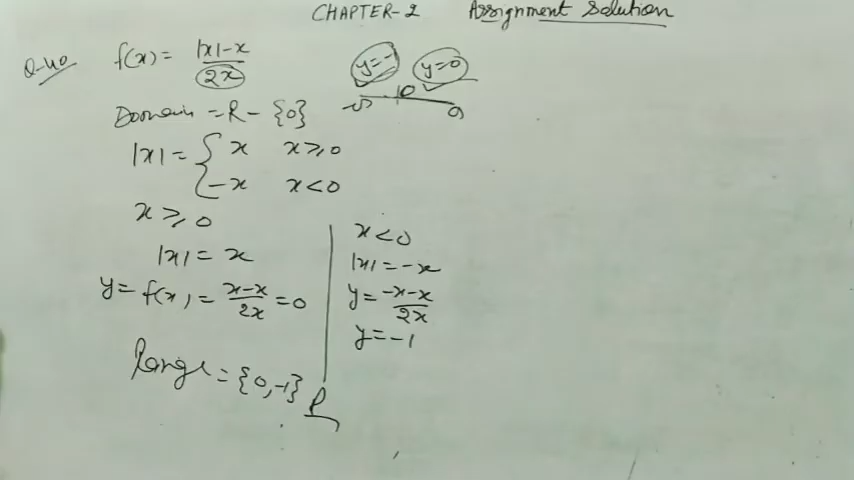 CHAPTER-2 Assignment Solution
Q-40 f(x) = |x|-x / 2x
y=- y=0
0
Domain = R - {0}
|x| = { x x≥0
-x x<0
x ≥ 0
|x| = x
y = f(x) = x-x / 2x = 0
x < 0
|x| = -x
y = -x-x / 2x
y = -1
Range = {0, -1}